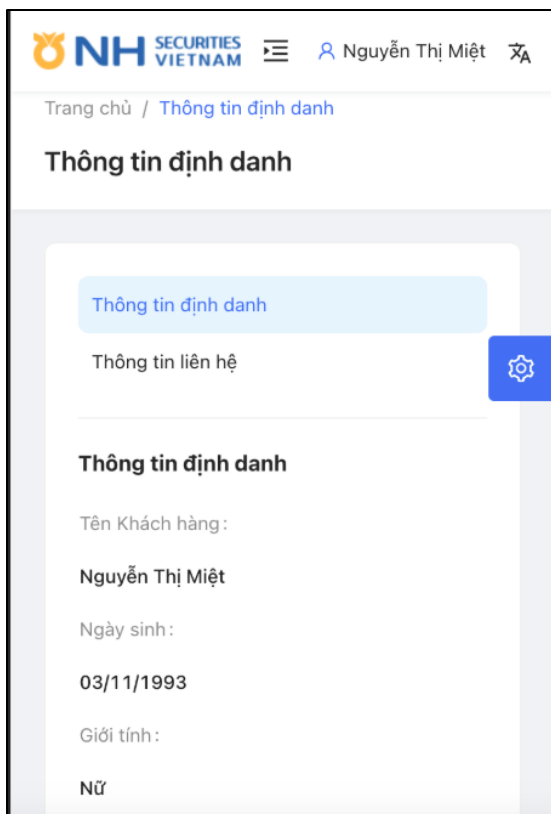 NH SECURITIES VIETNAM Nguyễn Thị Miệt
Trang chủ / Thông tin định danh
Thông tin định danh
Thông tin định danh
Thông tin liên hệ
Thông tin định danh
Tên Khách hàng :
Nguyễn Thị Miệt
Ngày sinh :
03/11/1993
Giới tính :
Nữ